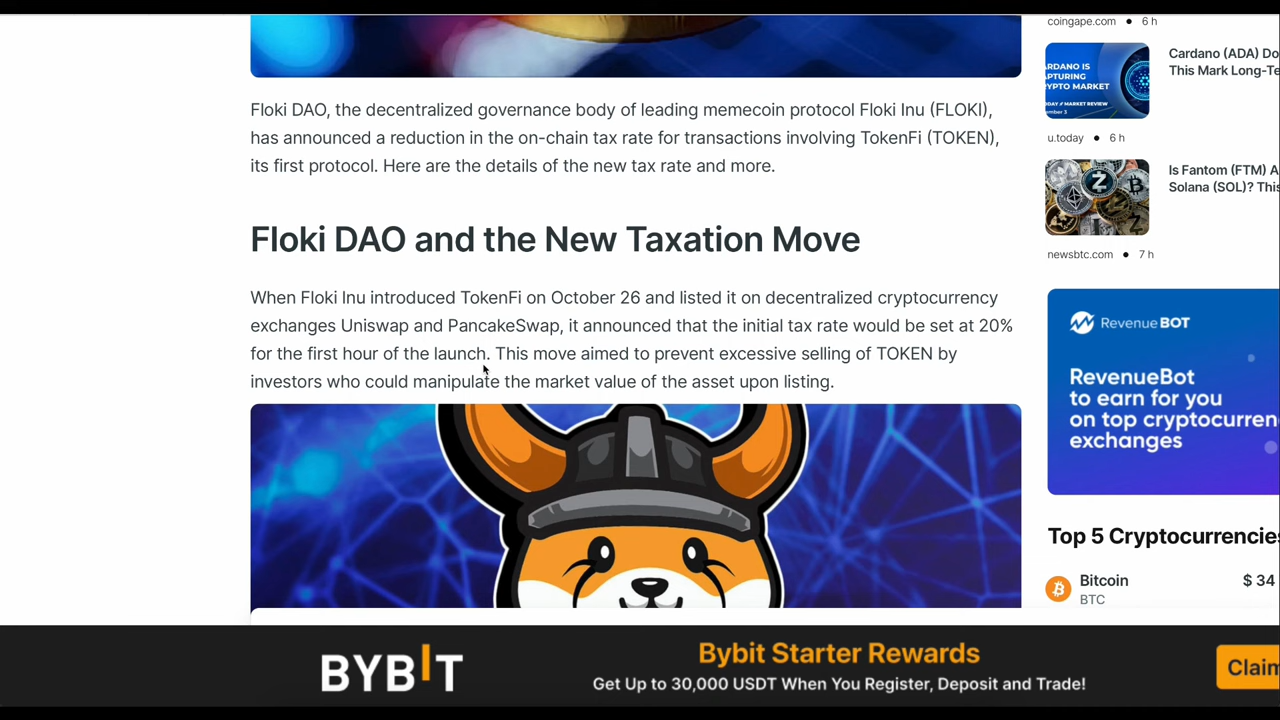 Floki DAO, the decentralized governance body of leading memecoin protocol Floki Inu (FLOKI),
has announced a reduction in the on-chain tax rate for transactions involving TokenFi (TOKEN),
its first protocol. Here are the details of the new tax rate and more.
Floki DAO and the New Taxation Move
When Floki Inu introduced TokenFi on October 26 and listed it on decentralized cryptocurrency
exchanges Uniswap and PancakeSwap, it announced that the initial tax rate would be set at 20%
for the first hour of the launch. This move aimed to prevent excessive selling of TOKEN by
investors who could manipulate the market value of the asset upon listing.
coingape.com • 6 h
ARDANO IS
APTURING
RYPTO MARKET
Cardano (ADA) Do
This Mark Long-Te
u.today • 6 h
Is Fantom (FTM) A
Solana (SOL)? This
newsbtc.com • 7 h
RevenueBOT
RevenueBot
to earn for you
on top cryptocurren
exchanges
Top 5 Cryptocurrencies
Bitcoin
$ 34
BTC
BYBIT
Bybit Starter Rewards
Get Up to 30,000 USDT When You Register, Deposit and Trade!
Claim